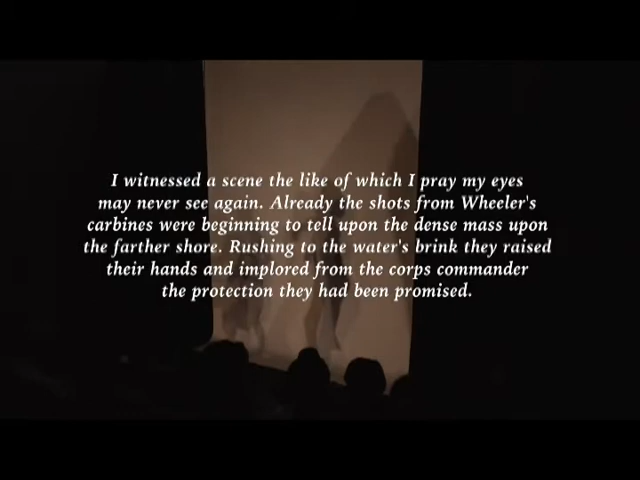 I witnessed a scene the like of which I pray my eyes
may never see again. Already the shots from Wheeler's
carbines were beginning to tell upon the dense mass upon
the farther shore. Rushing to the water's brink they raised
their hands and implored from the corps commander
the protection they had been promised.